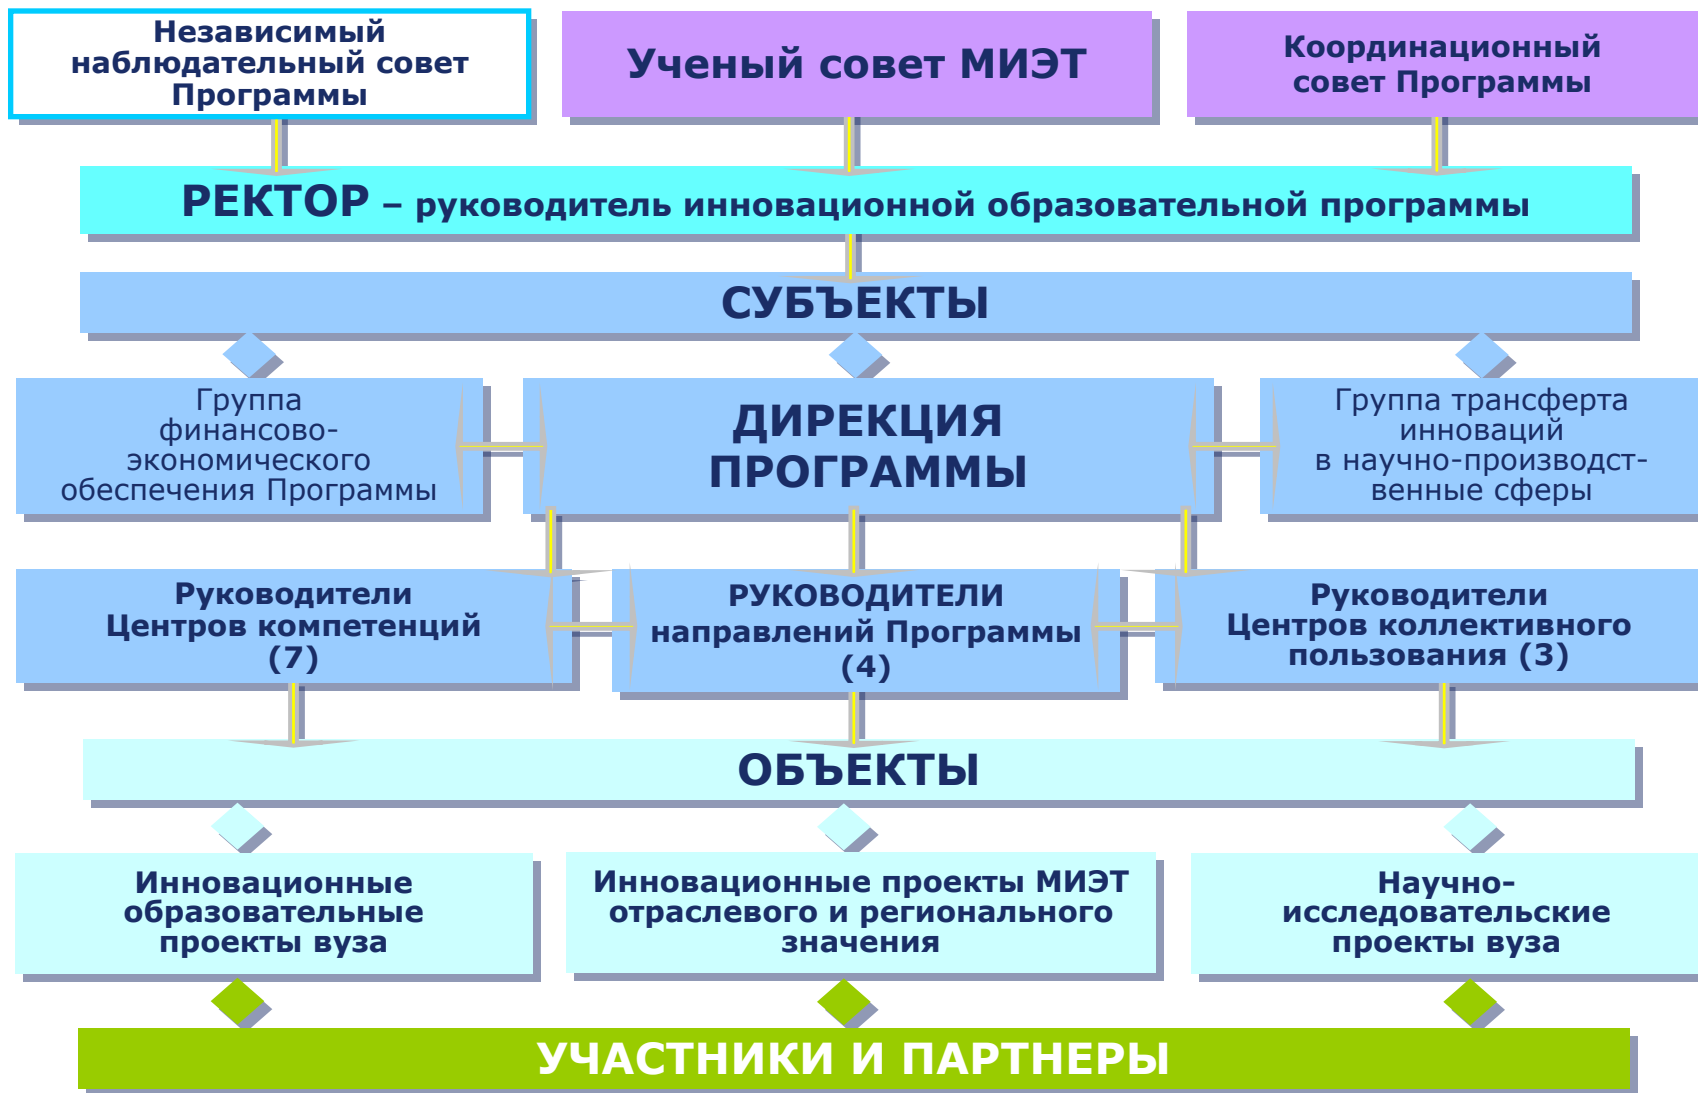 Независимый
наблюдательный совет
Программы
Ученый совет МИЭТ
Координационный
совет Программы
РЕКТОР – руководитель инновационной образовательной программы
СУБЪЕКТЫ
Группа
финансово-
экономического
обеспечения Программы
ДИРЕКЦИЯ
ПРОГРАММЫ
Группа трансферта
инноваций
в научно-производст-
венные сферы
Руководители
Центров компетенций
(7)
РУКОВОДИТЕЛИ
направлений Программы
(4)
Руководители
Центров коллективного
пользования (3)
ОБЪЕКТЫ
Инновационные
образовательные
проекты вуза
Инновационные проекты МИЭТ
отраслевого и регионального
значения
Научно-
исследовательские
проекты вуза
УЧАСТНИКИ И ПАРТНЕРЫ